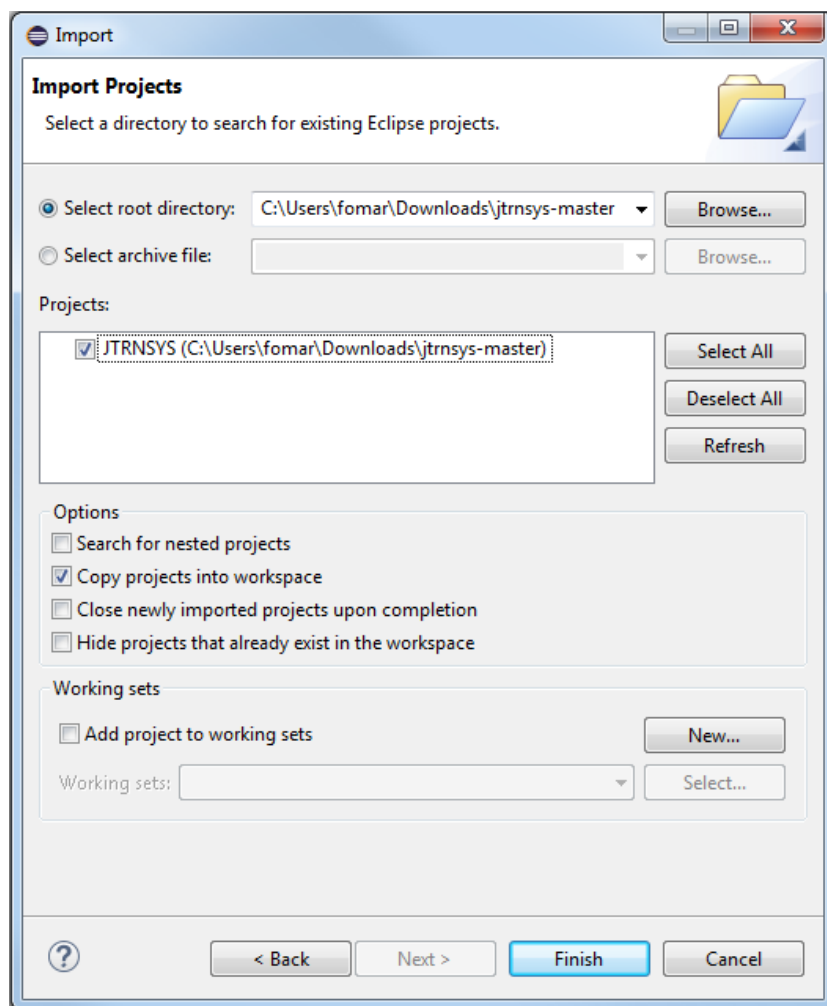 Import
Import Projects
Select a directory to search for existing Eclipse projects.
Select root directory: C:\Users\fomar\Downloads\jtrnsys-master Browse...
Select archive file: Browse...
Projects:
JTRNSYS (C:\Users\fomar\Downloads\jtrnsys-master) Select All
Deselect All
Refresh
Options
Search for nested projects
Copy projects into workspace
Close newly imported projects upon completion
Hide projects that already exist in the workspace
Working sets
Add project to working sets New...
Working sets: Select...
? < Back Next > Finish Cancel